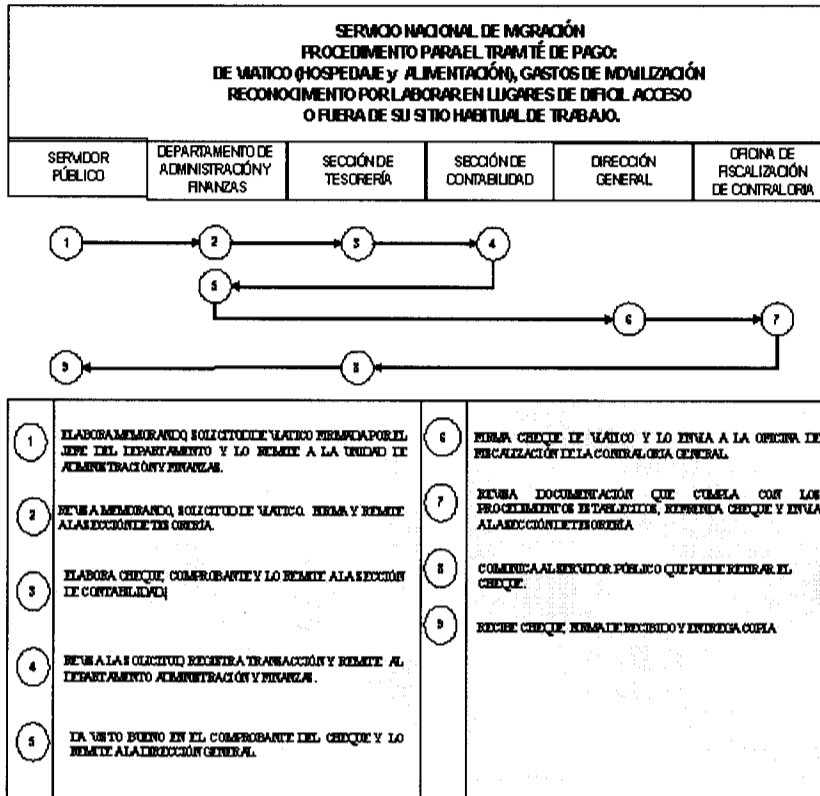 SERVICIO NACIONAL DE MIGRACIÓN
PROCEDIMIENTO PARA EL TRAMITÉ DE PAGO:
DE VIATICO (HOSPEDAJE y ALIMENTACIÓN), GASTOS DE MOVILIZACIÓN
RECONOCIMIENTO POR LABORAR EN LUGARES DE DIFICIL ACCESO
O FUERA DE SU SITIO HABITUAL DE TRABAJO.
SERVIDOR
PÚBLICO
DEPARTAMENTO DE
ADMINISTRACIÓN Y
FINANZAS
SECCIÓN DE
TESORERÍA
SECCIÓN DE
CONTABILIDAD
DIRECCIÓN
GENERAL
OFICINA DE
FISCALIZACIÓN
DE CONTRALORIA
1
2
3
4
5
6
7
9
8
1
ELABORA MEMORANDO, SOLICITUD DE VIATICO FIRMADA POR EL
JEFE DEL DEPARTAMENTO Y LO REMITE A LA UNIDAD DE
ADMINISTRACIÓN Y FINANZAS.
2
REVISA MEMORANDO, SOLICITUD DE VIATICO. FIRMA Y REMITE
A LA SECCIÓN DE TESORERÍA.
3
ELABORA CHEQUE, COMPROBANTE Y LO REMITE A LA SECCIÓN
DE CONTABILIDAD
4
REVISA LA SOLICITUD, REGISTRA TRANSACCIÓN Y REMITE AL
DEPARTAMENTO ADMINISTRACIÓN Y FINANZAS.
5
DA VISTO BUENO EN EL COMPROBANTE DEL CHEQUE Y LO
REMITE A LA DIRECCIÓN GENERAL.
6
FIRMA CHEQUE DE VIATICO Y LO ENVIA A LA OFICINA DE
FISCALIZACIÓN DE LA CONTRALORIA GENERAL
7
REVISA DOCUMENTACIÓN QUE CUMPLA CON LOS
PROCEDIMIENTOS ESTABLECIDOS, REFRENDA CHEQUE Y ENVIA
A LA SECCIÓN DE TESORERÍA
8
COMUNICA AL SERVIDOR PÚBLICO QUE PUEDE RETIRAR EL
CHEQUE.
9
RECIBE CHEQUE, FIRMA DE RECIBIDO Y ENTREGA COPIA